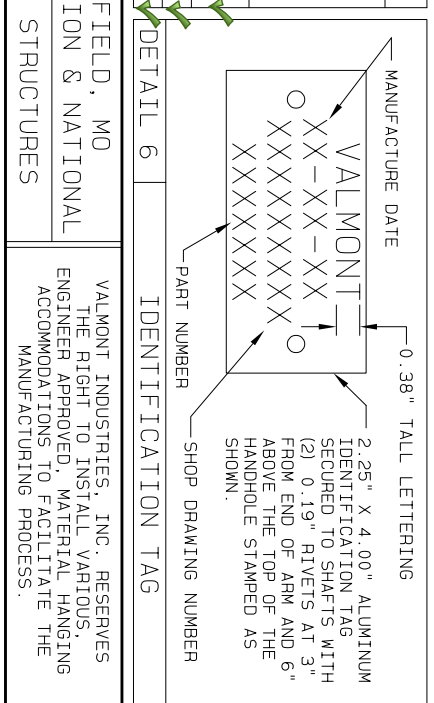 0.38" TALL LETTERING
MANUFACTURE DATE
VALMONT
XX-XX-XX
XXXXXXXX
XXXXXXX
2.25" X 4.00" ALUMINUM
IDENTIFICATION TAG
SECURED TO SHAFTS WITH
(2) 0.19" RIVETS AT 3"
FROM END OF ARM AND 6"
ABOVE THE TOP OF THE
HANDHOLE STAMPED AS
SHOWN.
SHOP DRAWING NUMBER
PART NUMBER
DETAIL 6
IDENTIFICATION TAG
FIELD, MO
ION & NATIONAL
STRUCTURES
VALMONT INDUSTRIES, INC. RESERVES
THE RIGHT TO INSTALL VARIOUS,
ENGINEER APPROVED, MATERIAL HANGING
ACCOMMODATIONS TO FACILITATE THE
MANUFACTURING PROCESS.